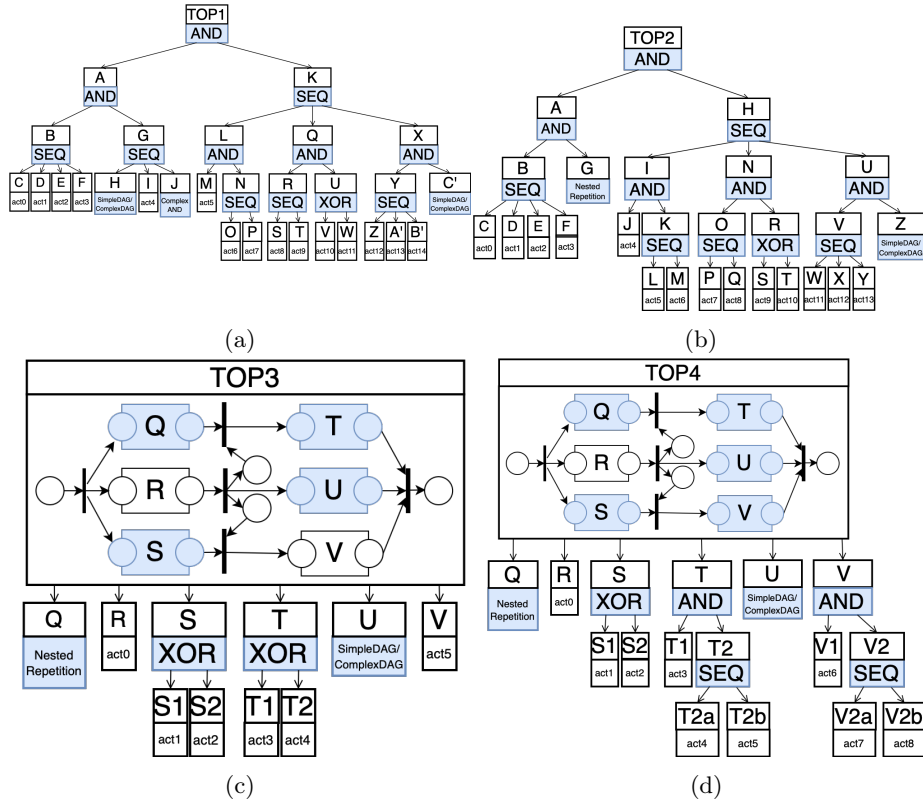 TOP1
AND
A
AND
K
SEQ
B
SEQ
G
SEQ
L
AND
Q
AND
X
AND
C
act0
D
act1
E
act2
F
act3
H
SimpleDAG/
ComplexDAG
I
act4
J
Complex
AND
M
act5
N
SEQ
R
SEQ
U
XOR
Y
SEQ
C'
SimpleDAG/
ComplexDAG
O
act6
P
act7
S
act8
T
act9
V
act10
W
act11
Z
act12
A'
act13
B'
act14
(a)
TOP2
AND
A
AND
H
SEQ
B
SEQ
G
Nested
Repetition
I
AND
N
AND
U
AND
C
act0
D
act1
E
act2
F
act3
J
act4
K
SEQ
O
SEQ
R
XOR
V
SEQ
Z
SimpleDAG/
ComplexDAG
L
act5
M
act6
P
act7
Q
act8
S
act9
T
act10
W
act11
X
act12
Y
act13
(b)
TOP3
Q
T
R
U
S
V
Q
Nested
Repetition
R
act0
S
XOR
T
XOR
U
SimpleDAG/
ComplexDAG
V
act5
S1
act1
S2
act2
T1
act3
T2
act4
(c)
TOP4
Q
T
R
U
S
V
Q
Nested
Repetition
R
act0
S
XOR
T
AND
U
SimpleDAG/
ComplexDAG
V
AND
S1
act1
S2
act2
T1
act3
T2
SEQ
V1
act6
V2
SEQ
T2a
act4
T2b
act5
V2a
act7
V2b
act8
(d)